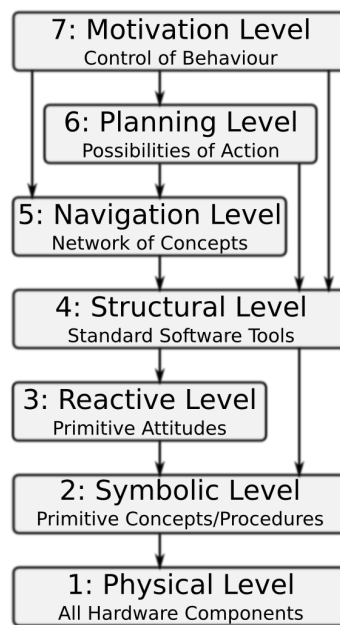 7: Motivation Level
Control of Behaviour
6: Planning Level
Possibilities of Action
5: Navigation Level
Network of Concepts
4: Structural Level
Standard Software Tools
3: Reactive Level
Primitive Attitudes
2: Symbolic Level
Primitive Concepts/Procedures
1: Physical Level
All Hardware Components